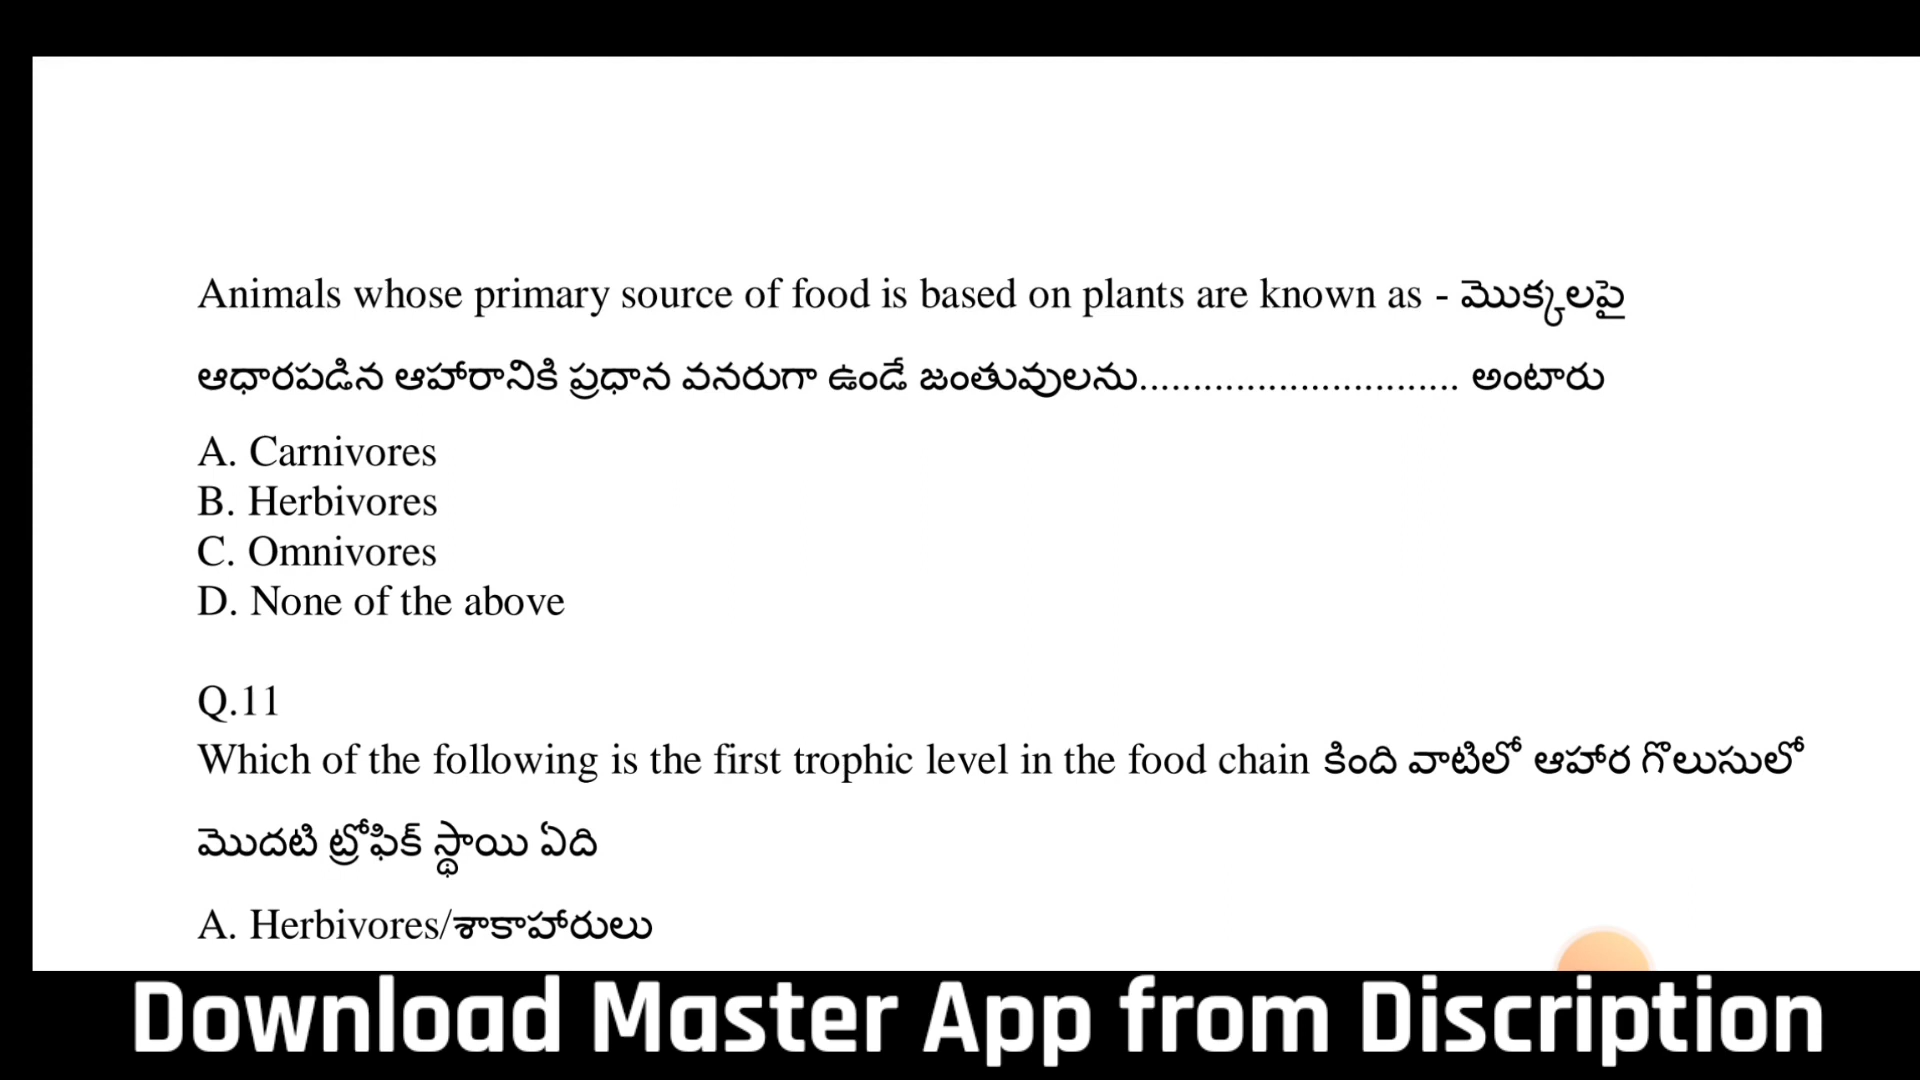 Animals whose primary source of food is based on plants are known as - మొక్కలపై
ఆధారపడిన ఆహారానికి ప్రధాన వనరుగా ఉండే జంతువులను.............................. అంటారు
A. Carnivores
B. Herbivores
C. Omnivores
D. None of the above
Q.11
Which of the following is the first trophic level in the food chain కింది వాటిలో ఆహార గొలుసులో
మొదటి ట్రోఫిక్ స్థాయి ఏది
A. Herbivores/శాకాహారులు
Download Master App from Discription